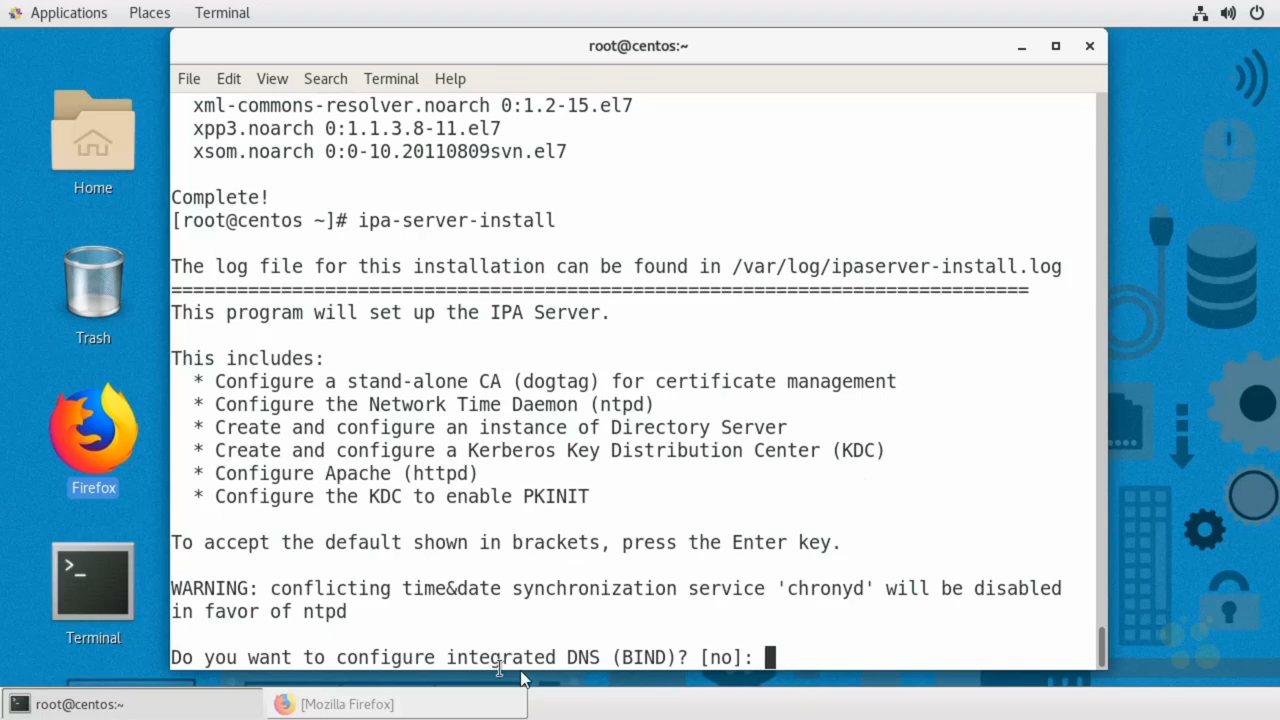 Applications Places Terminal
root@centos:~
File Edit View Search Terminal Help
xml-commons-resolver.noarch 0:1.2-15.el7
xpp3.noarch 0:1.1.3.8-11.el7
xsom.noarch 0:0-10.20110809svn.el7
Complete!
[root@centos ~]# ipa-server-install
The log file for this installation can be found in /var/log/ipaserver-install.log
==============================================================================
This program will set up the IPA Server.
This includes:
* Configure a stand-alone CA (dogtag) for certificate management
* Configure the Network Time Daemon (ntpd)
* Create and configure an instance of Directory Server
* Create and configure a Kerberos Key Distribution Center (KDC)
* Configure Apache (httpd)
* Configure the KDC to enable PKINIT
To accept the default shown in brackets, press the Enter key.
WARNING: conflicting time&date synchronization service 'chronyd' will be disabled
in favor of ntpd
Do you want to configure integrated DNS (BIND)? [no]:
Home
Trash
Firefox
>_
Terminal
root@centos:~
[Mozilla Firefox]